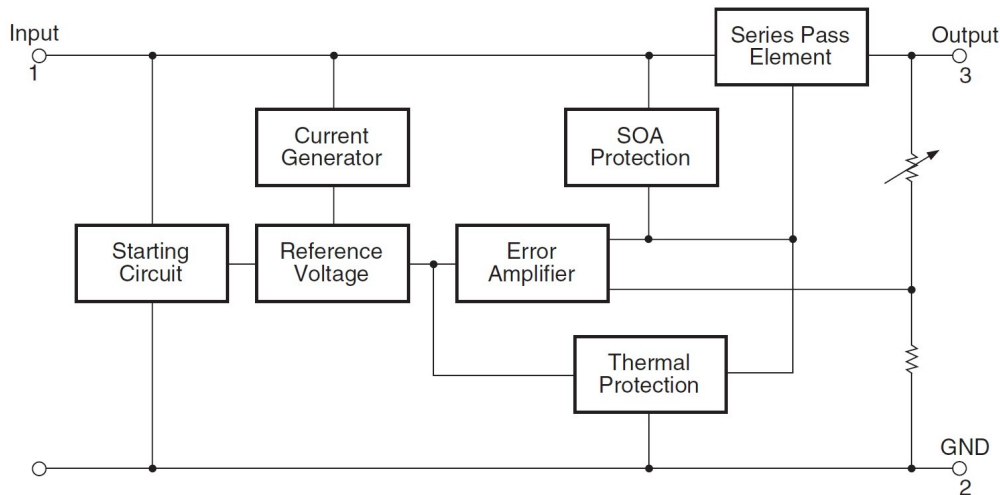 Input
1
Series Pass
Element
Output
3
Current
Generator
SOA
Protection
Starting
Circuit
Reference
Voltage
Error
Amplifier
Thermal
Protection
GND
2